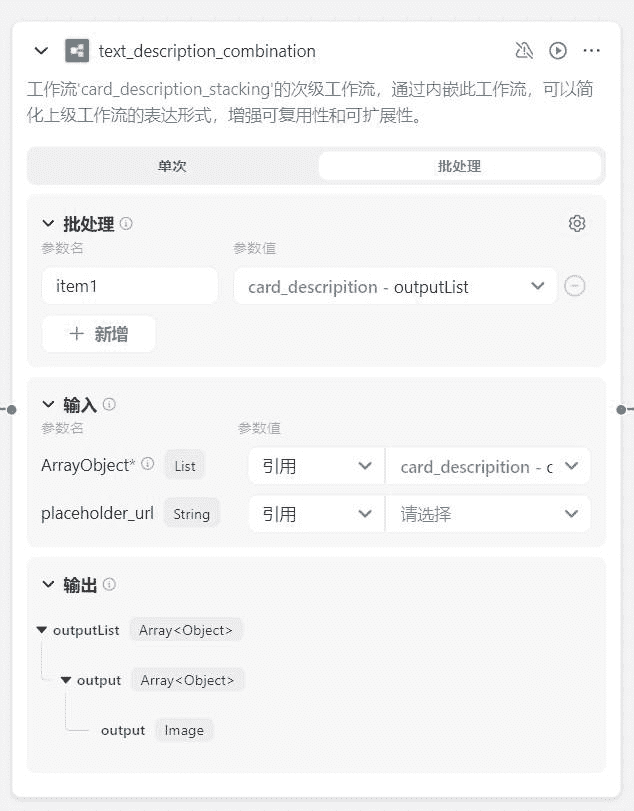 text_description_combination
工作流'card_description_stacking'的次级工作流，通过内嵌此工作流，可以简
化上级工作流的表达形式，增强可复用性和可扩展性。
单次 批处理
批处理
参数名 参数值
item1 card_descripition - outputList
新增
输入
参数名 参数值
ArrayObject* List 引用 card_descripition - c
placeholder_url String 引用 请选择
输出
outputList Array<Object>
output Array<Object>
output Image